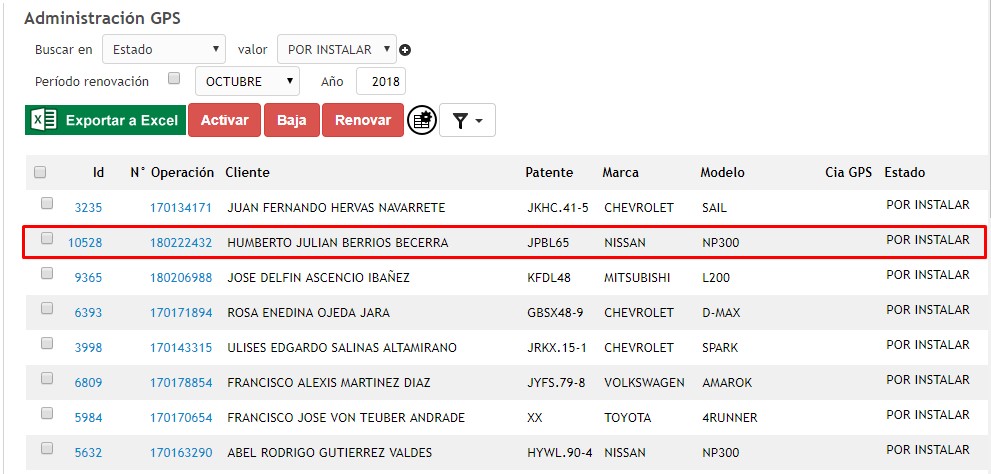 Administración GPS
Buscar en Estado valor POR INSTALAR
Período renovación OCTUBRE Año 2018
Exportar a Excel Activar Baja Renovar
Id N° Operación Cliente Patente Marca Modelo Cia GPS Estado
3235 170134171 JUAN FERNANDO HERVAS NAVARRETE JKHC.41-5 CHEVROLET SAIL POR INSTALAR
10528 180222432 HUMBERTO JULIAN BERRIOS BECERRA JPBL65 NISSAN NP300 POR INSTALAR
9365 180206988 JOSE DELFIN ASCENCIO IBAÑEZ KFDL48 MITSUBISHI L200 POR INSTALAR
6393 170171894 ROSA ENEDINA OJEDA JARA GBSX48-9 CHEVROLET D-MAX POR INSTALAR
3998 170143315 ULISES EDGARDO SALINAS ALTAMIRANO JRKX.15-1 CHEVROLET SPARK POR INSTALAR
6809 170178854 FRANCISCO ALEXIS MARTINEZ DIAZ JYFS.79-8 VOLKSWAGEN AMAROK POR INSTALAR
5984 170170654 FRANCISCO JOSE VON TEUBER ANDRADE XX TOYOTA 4RUNNER POR INSTALAR
5632 170163290 ABEL RODRIGO GUTIERREZ VALDES HYWL.90-4 NISSAN NP300 POR INSTALAR